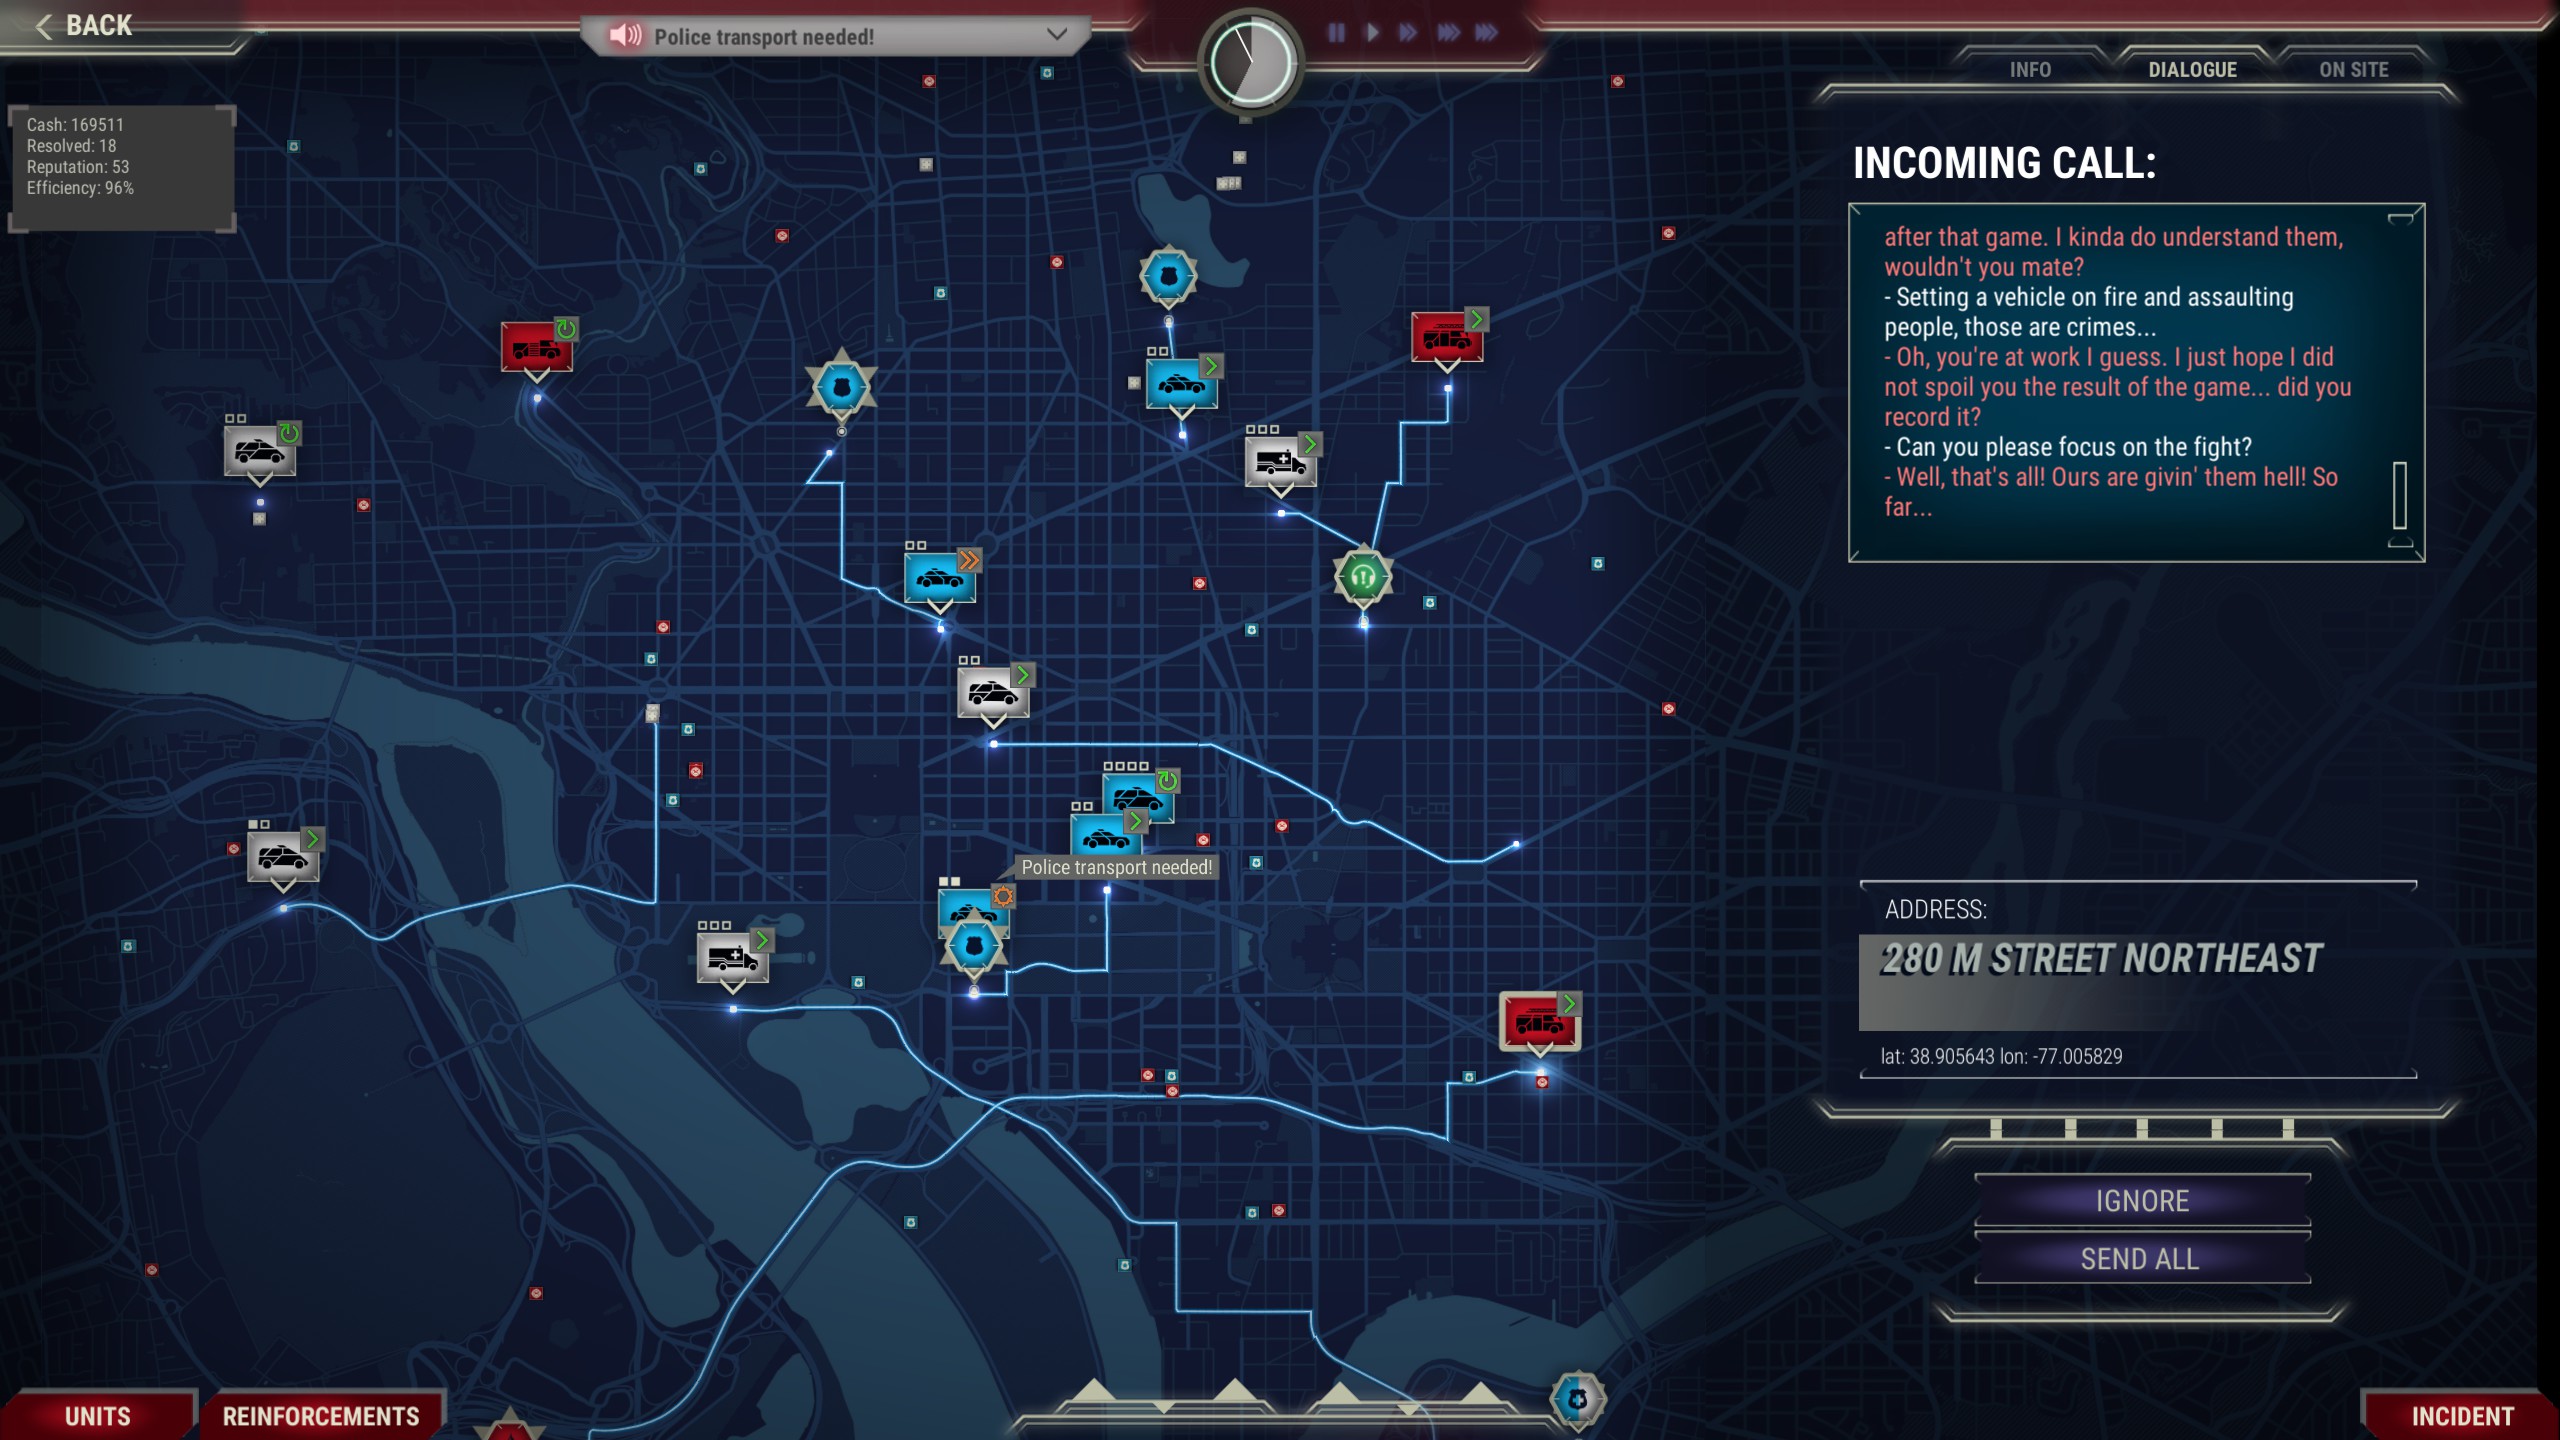 BACK
Police transport needed!
INFO
DIALOGUE
ON SITE
Cash: 169511
Resolved: 18
Reputation: 53
Efficiency: 96%
INCOMING CALL:
after that game. I kinda do understand them,
wouldn't you mate?
- Setting a vehicle on fire and assaulting
people, those are crimes...
- Oh, you're at work I guess. I just hope I did
not spoil you the result of the game... did you
record it?
- Can you please focus on the fight?
- Well, that's all! Ours are givin' them hell! So
far...
Police transport needed!
ADDRESS:
280 M STREET NORTHEAST
lat: 38.905643 lon: -77.005829
IGNORE
SEND ALL
UNITS
REINFORCEMENTS
INCIDENT